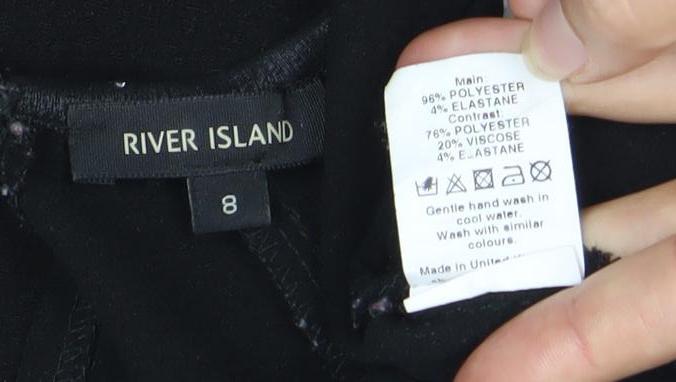 RIVER ISLAND
8
Main:
96% POLYESTER
4% ELASTANE
Contrast:
76% POLYESTER
20% VISCOSE
4% ELASTANE
Gentle hand wash in
cool water.
Wash with similar
colours.
Made in United